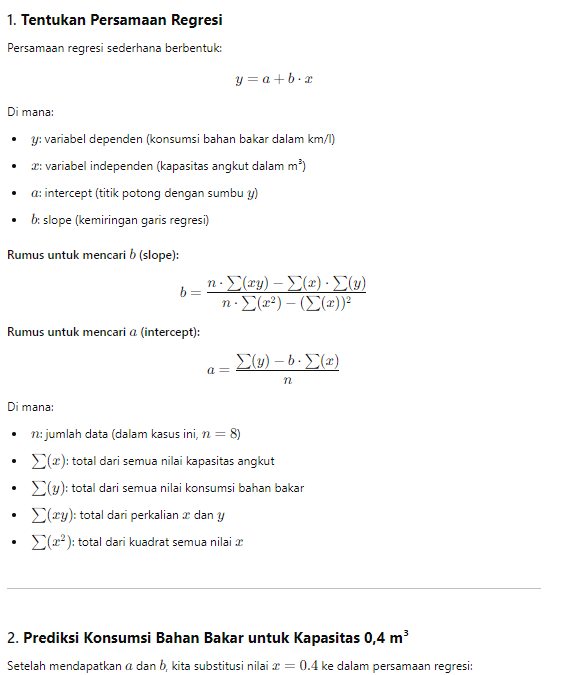 1. Tentukan Persamaan Regresi
Persamaan regresi sederhana berbentuk:
y = a + b · x
Di mana:
• y: variabel dependen (konsumsi bahan bakar dalam km/l)
• x: variabel independen (kapasitas angkut dalam m³)
• a: intercept (titik potong dengan sumbu y)
• b: slope (kemiringan garis regresi)
Rumus untuk mencari b (slope):
b = (n · ∑(xy) − ∑(x) · ∑(y)) / (n · ∑(x²) − (∑(x))²)
Rumus untuk mencari a (intercept):
a = (∑(y) − b · ∑(x)) / n
Di mana:
• n: jumlah data (dalam kasus ini, n = 8)
• ∑(x): total dari semua nilai kapasitas angkut
• ∑(y): total dari semua nilai konsumsi bahan bakar
• ∑(xy): total dari perkalian x dan y
• ∑(x²): total dari kuadrat semua nilai x
2. Prediksi Konsumsi Bahan Bakar untuk Kapasitas 0,4 m³
Setelah mendapatkan a dan b, kita substitusi nilai x = 0.4 ke dalam persamaan regresi: